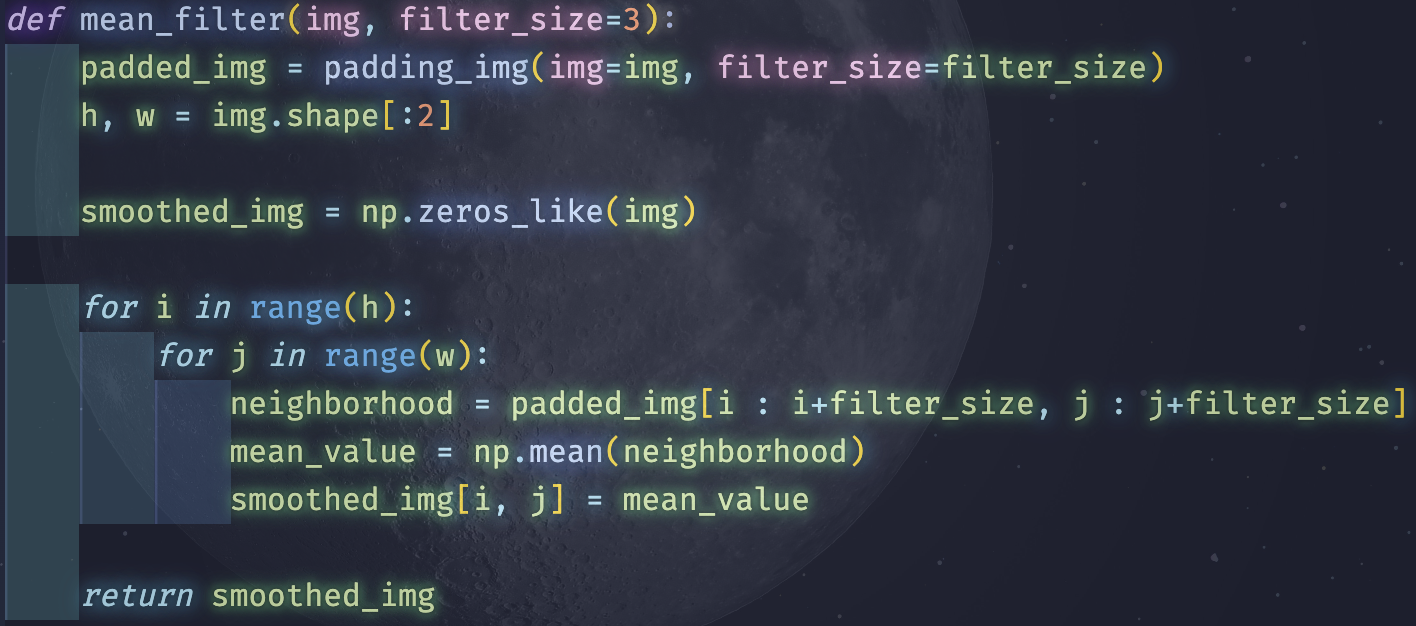 def mean_filter(img, filter_size=3):
    padded_img = padding_img(img=img, filter_size=filter_size)
    h, w = img.shape[:2]

    smoothed_img = np.zeros_like(img)

    for i in range(h):
        for j in range(w):
            neighborhood = padded_img[i : i+filter_size, j : j+filter_size]
            mean_value = np.mean(neighborhood)
            smoothed_img[i, j] = mean_value

    return smoothed_img